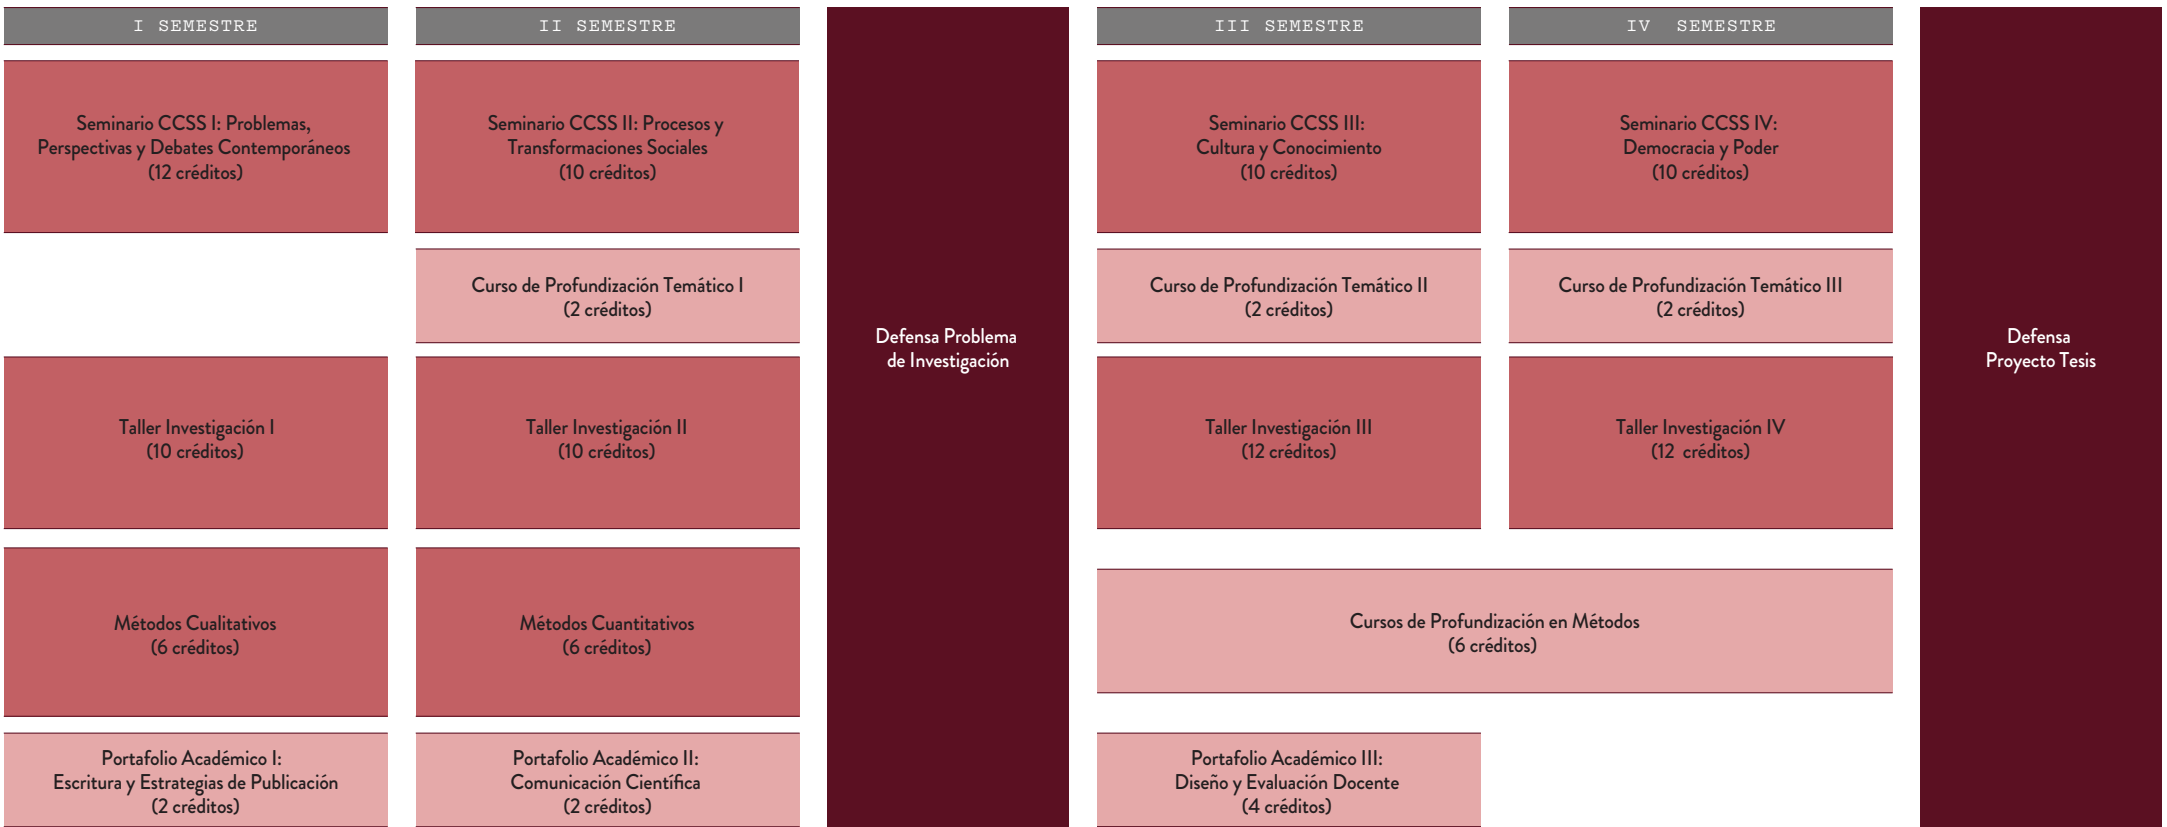 I SEMESTRE
Seminario CCSS I: Problemas,
Perspectivas y Debates Contemporáneos
(12 créditos)
Taller Investigación I
(10 créditos)
Métodos Cualitativos
(6 créditos)
Portafolio Académico I:
Escritura y Estrategias de Publicación
(2 créditos)
II SEMESTRE
Seminario CCSS II: Procesos y
Transformaciones Sociales
(10 créditos)
Curso de Profundización Temático I
(2 créditos)
Taller Investigación II
(10 créditos)
Métodos Cuantitativos
(6 créditos)
Portafolio Académico II:
Comunicación Científica
(2 créditos)
Defensa Problema
de Investigación
III SEMESTRE
Seminario CCSS III:
Cultura y Conocimiento
(10 créditos)
Curso de Profundización Temático II
(2 créditos)
Taller Investigación III
(12 créditos)
IV SEMESTRE
Seminario CCSS IV:
Democracia y Poder
(10 créditos)
Curso de Profundización Temático III
(2 créditos)
Taller Investigación IV
(12 créditos)
Cursos de Profundización en Métodos
(6 créditos)
Portafolio Académico III:
Diseño y Evaluación Docente
(4 créditos)
Defensa
Proyecto Tesis